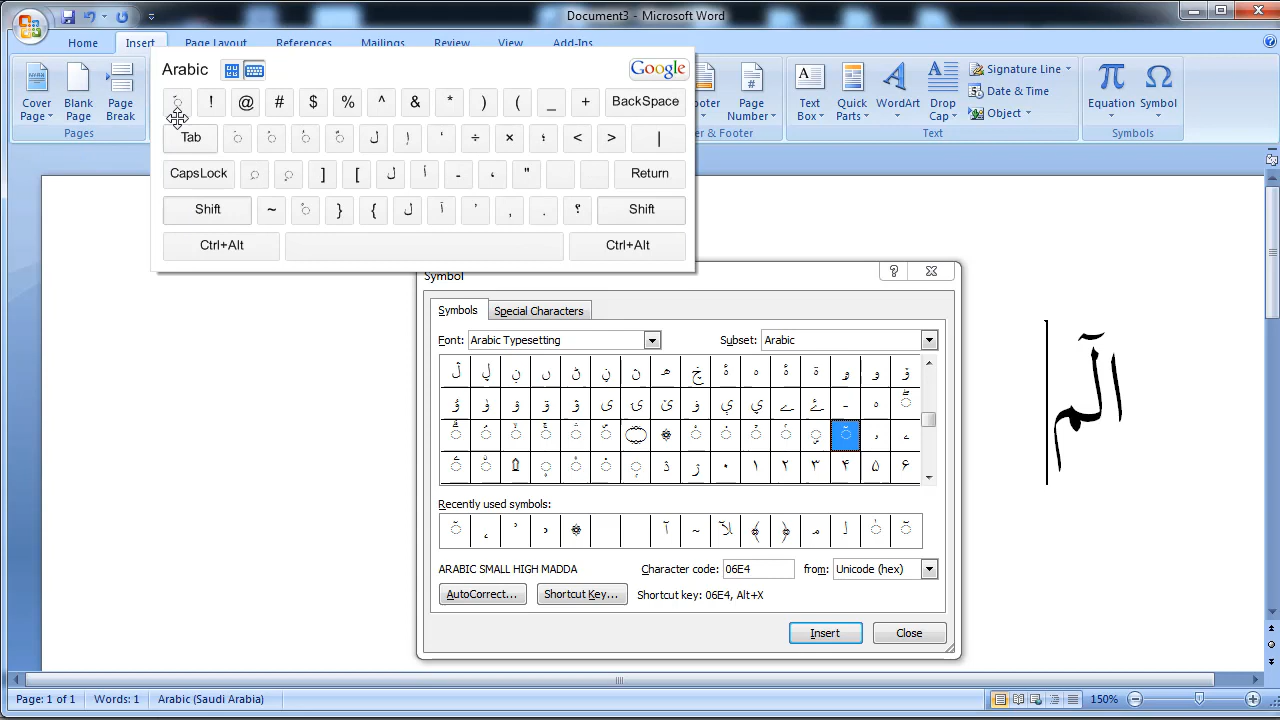 Document3 - Microsoft Word
Home Insert Page Layout References Mailings Review View Add-Ins
Arabic Google
! @ # $ % ^ & * ) ( _ + BackSpace
Tab ل إ ‘ ÷ × ؛ < > |
CapsLock ] [ ل أ - ، "
Return
Shift ~ } { ل آ ’ , . ؟ Shift
Ctrl+Alt Ctrl+Alt
Cover Page Blank Page Page Break
Pages
Page Number
& Footer
Text Box Quick Parts WordArt Drop Cap
Signature Line
Date & Time
Object
Text
Equation Symbol
Symbols
Symbol
Symbols Special Characters
Font: Arabic Typesetting Subset: Arabic
Recently used symbols:
ARABIC SMALL HIGH MADDA Character code: 06E4 from: Unicode (hex)
AutoCorrect... Shortcut Key... Shortcut key: 06E4, Alt+X
Insert Close
الۤم
Page: 1 of 1 Words: 1 Arabic (Saudi Arabia) 150%